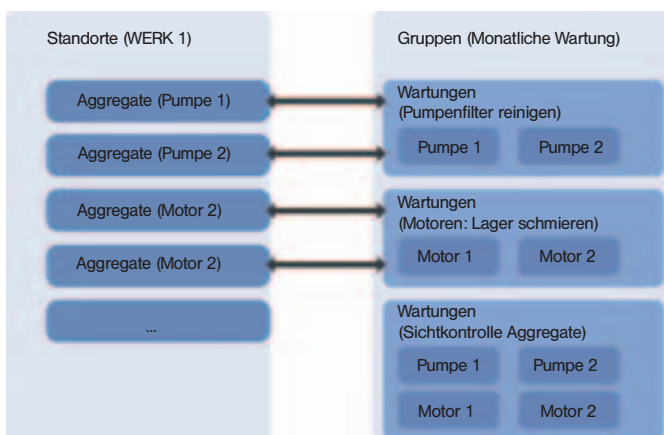 Standorte (WERK 1)
Aggregate (Pumpe 1)
Aggregate (Pumpe 2)
Aggregate (Motor 2)
Aggregate (Motor 2)
...
Gruppen (Monatliche Wartung)
Wartungen
(Pumpenfilter reinigen)
Pumpe 1 Pumpe 2
Wartungen
(Motoren: Lager schmieren)
Motor 1 Motor 2
Wartungen
(Sichtkontrolle Aggregate)
Pumpe 1 Pumpe 2
Motor 1 Motor 2